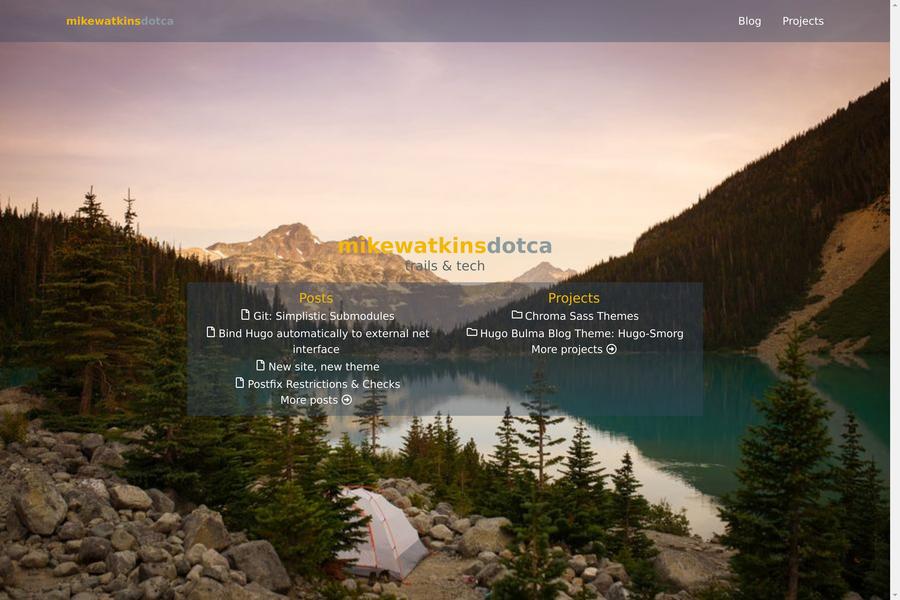 mikewatkinsdotca
Blog Projects
mikewatkinsdotca
trails & tech
Posts
Git: Simplistic Submodules
Bind Hugo automatically to external net
interface
New site, new theme
Postfix Restrictions & Checks
More posts
Projects
Chroma Sass Themes
Hugo Bulma Blog Theme: Hugo-Smorg
More projects